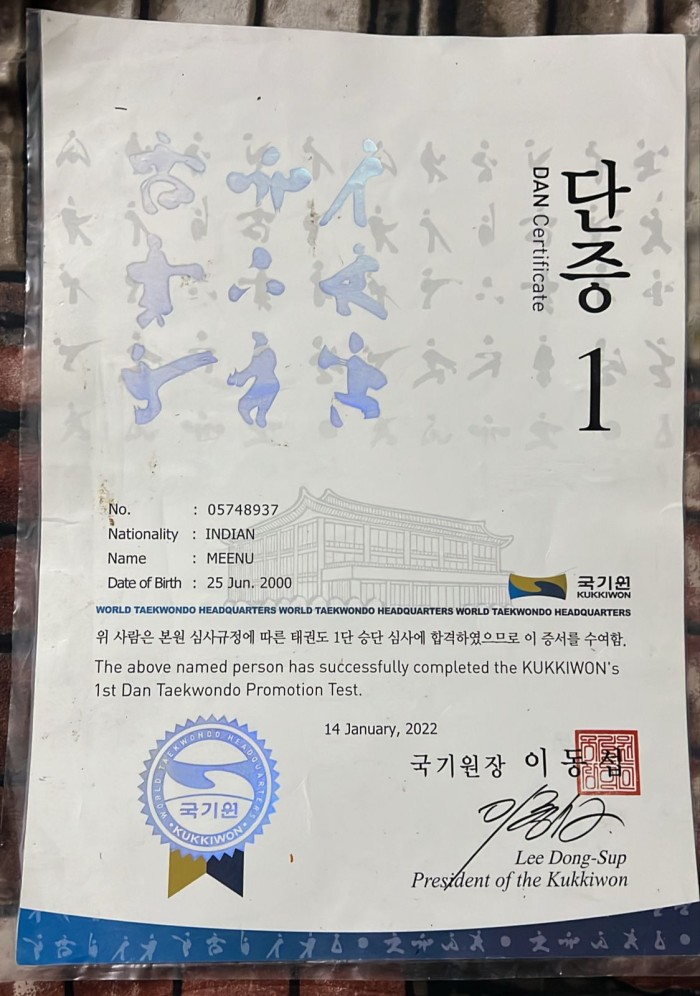 단증 1
DAN Certificate
No. : 05748937
Nationality : INDIAN
Name : MEENU
Date of Birth : 25 Jun. 2000
국기원
KUKKIWON
WORLD TAEKWONDO HEADQUARTERS WORLD TAEKWONDO HEADQUARTERS WORLD TAEKWONDO HEADQUARTERS
위 사람은 본원 심사규정에 따른 태권도 1단 승단 심사에 합격하였으므로 이 증서를 수여함.
The above named person has successfully completed the KUKKIWON's
1st Dan Taekwondo Promotion Test.
14 January, 2022
국기원장 이동섭
WORLD TAEKWONDO HEADQUARTERS
국기원
KUKKIWON
Lee Dong-Sup
President of the Kukkiwon